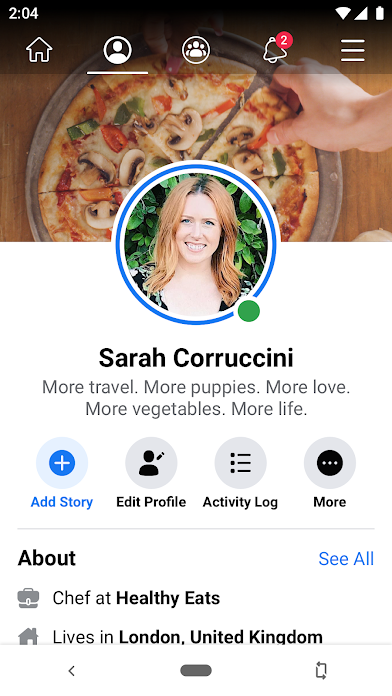 2:04
2
Sarah Corruccini
More travel. More puppies. More love.
More vegetables. More life.
Add Story
Edit Profile
Activity Log
More
About
See All
Chef at Healthy Eats
Lives in London, United Kingdom